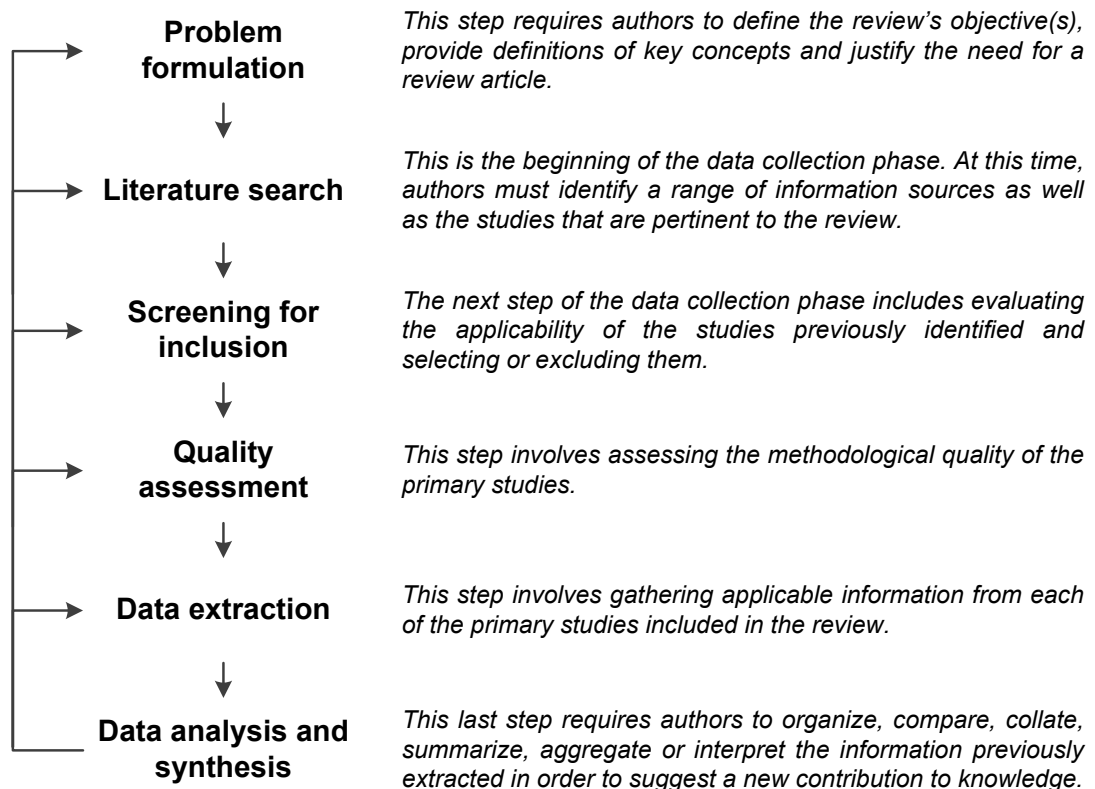 Problem
formulation
This step requires authors to define the review's objective(s),
provide definitions of key concepts and justify the need for a
review article.
Literature search
This is the beginning of the data collection phase. At this time,
authors must identify a range of information sources as well
as the studies that are pertinent to the review.
Screening for
inclusion
The next step of the data collection phase includes evaluating
the applicability of the studies previously identified and
selecting or excluding them.
Quality
assessment
This step involves assessing the methodological quality of the
primary studies.
Data extraction
This step involves gathering applicable information from each
of the primary studies included in the review.
Data analysis and
synthesis
This last step requires authors to organize, compare, collate,
summarize, aggregate or interpret the information previously
extracted in order to suggest a new contribution to knowledge.